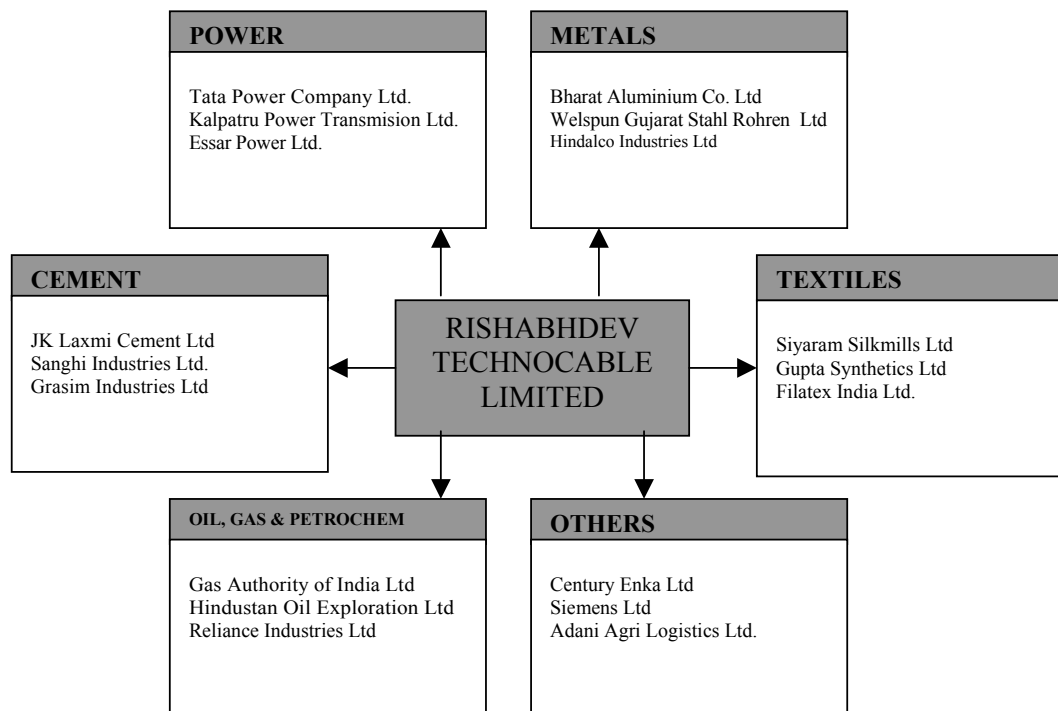 POWER
Tata Power Company Ltd.
Kalpatru Power Transmision Ltd.
Essar Power Ltd.
METALS
Bharat Aluminium Co. Ltd
Welspun Gujarat Stahl Rohren Ltd
Hindalco Industries Ltd
CEMENT
JK Laxmi Cement Ltd
Sanghi Industries Ltd.
Grasim Industries Ltd
RISHABHDEV
TECHNOCABLE
LIMITED
TEXTILES
Siyaram Silkmills Ltd
Gupta Synthetics Ltd
Filatex India Ltd.
OIL, GAS & PETROCHEM
Gas Authority of India Ltd
Hindustan Oil Exploration Ltd
Reliance Industries Ltd
OTHERS
Century Enka Ltd
Siemens Ltd
Adani Agri Logistics Ltd.